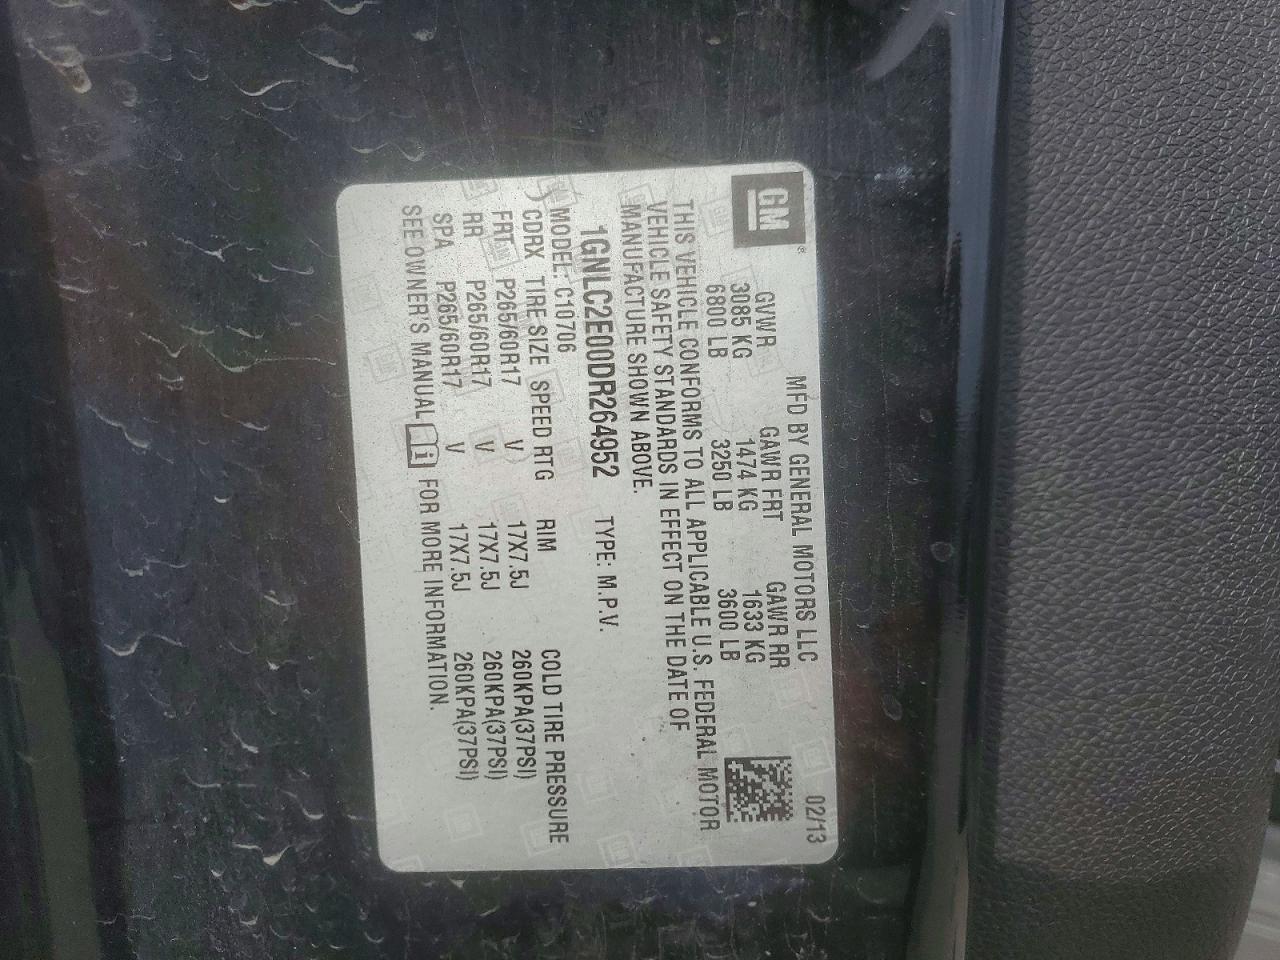 GM®
MFD BY GENERAL MOTORS LLC 02/13
GVWR GAWR FRT GAWR RR
3085 KG 1474 KG 1633 KG
6800 LB 3250 LB 3600 LB
THIS VEHICLE CONFORMS TO ALL APPLICABLE U.S. FEDERAL MOTOR
VEHICLE SAFETY STANDARDS IN EFFECT ON THE DATE OF
MANUFACTURE SHOWN ABOVE.
1GNLC2E00DR264952 TYPE: M.P.V.
MODEL: C10706
CDRX TIRE SIZE SPEED RTG RIM COLD TIRE PRESSURE
FRT P265/60R17 V 17X7.5J 260KPA(37PSI)
RR P265/60R17 V 17X7.5J 260KPA(37PSI)
SPA P265/60R17 V 17X7.5J 260KPA(37PSI)
SEE OWNER'S MANUAL i FOR MORE INFORMATION.